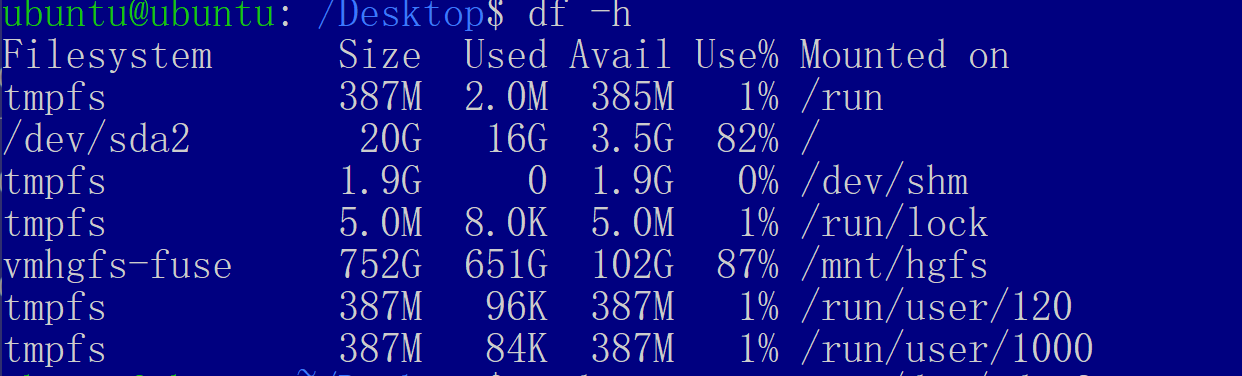 ubuntu@ubuntu: /Desktop$ df -h
Filesystem      Size  Used Avail Use% Mounted on
tmpfs           387M  2.0M  385M   1% /run
/dev/sda2        20G   16G  3.5G  82% /
tmpfs           1.9G     0  1.9G   0% /dev/shm
tmpfs           5.0M  8.0K  5.0M   1% /run/lock
vmhgfs-fuse     752G  651G  102G  87% /mnt/hgfs
tmpfs           387M   96K  387M   1% /run/user/120
tmpfs           387M   84K  387M   1% /run/user/1000